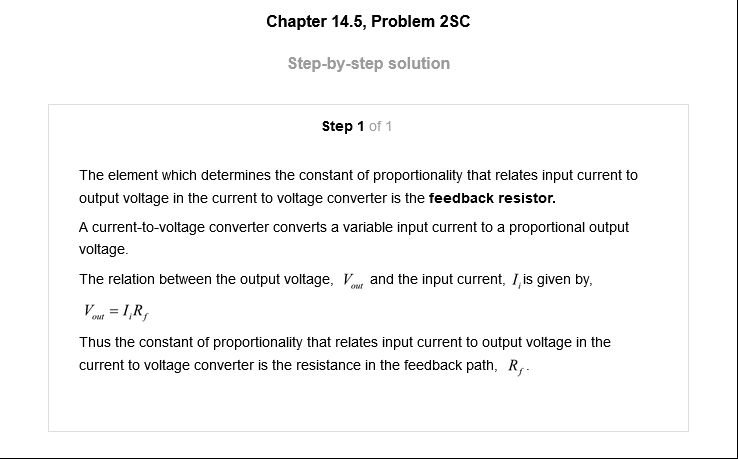 Chapter 14.5, Problem 2SC
Step-by-step solution
Step 1 of 1
The element which determines the constant of proportionality that relates input current to
output voltage in the current to voltage converter is the feedback resistor.
A current-to-voltage converter converts a variable input current to a proportional output
voltage.
The relation between the output voltage, V_out and the input current, I_i is given by,
V_out = I_i R_f
Thus the constant of proportionality that relates input current to output voltage in the
current to voltage converter is the resistance in the feedback path, R_f.